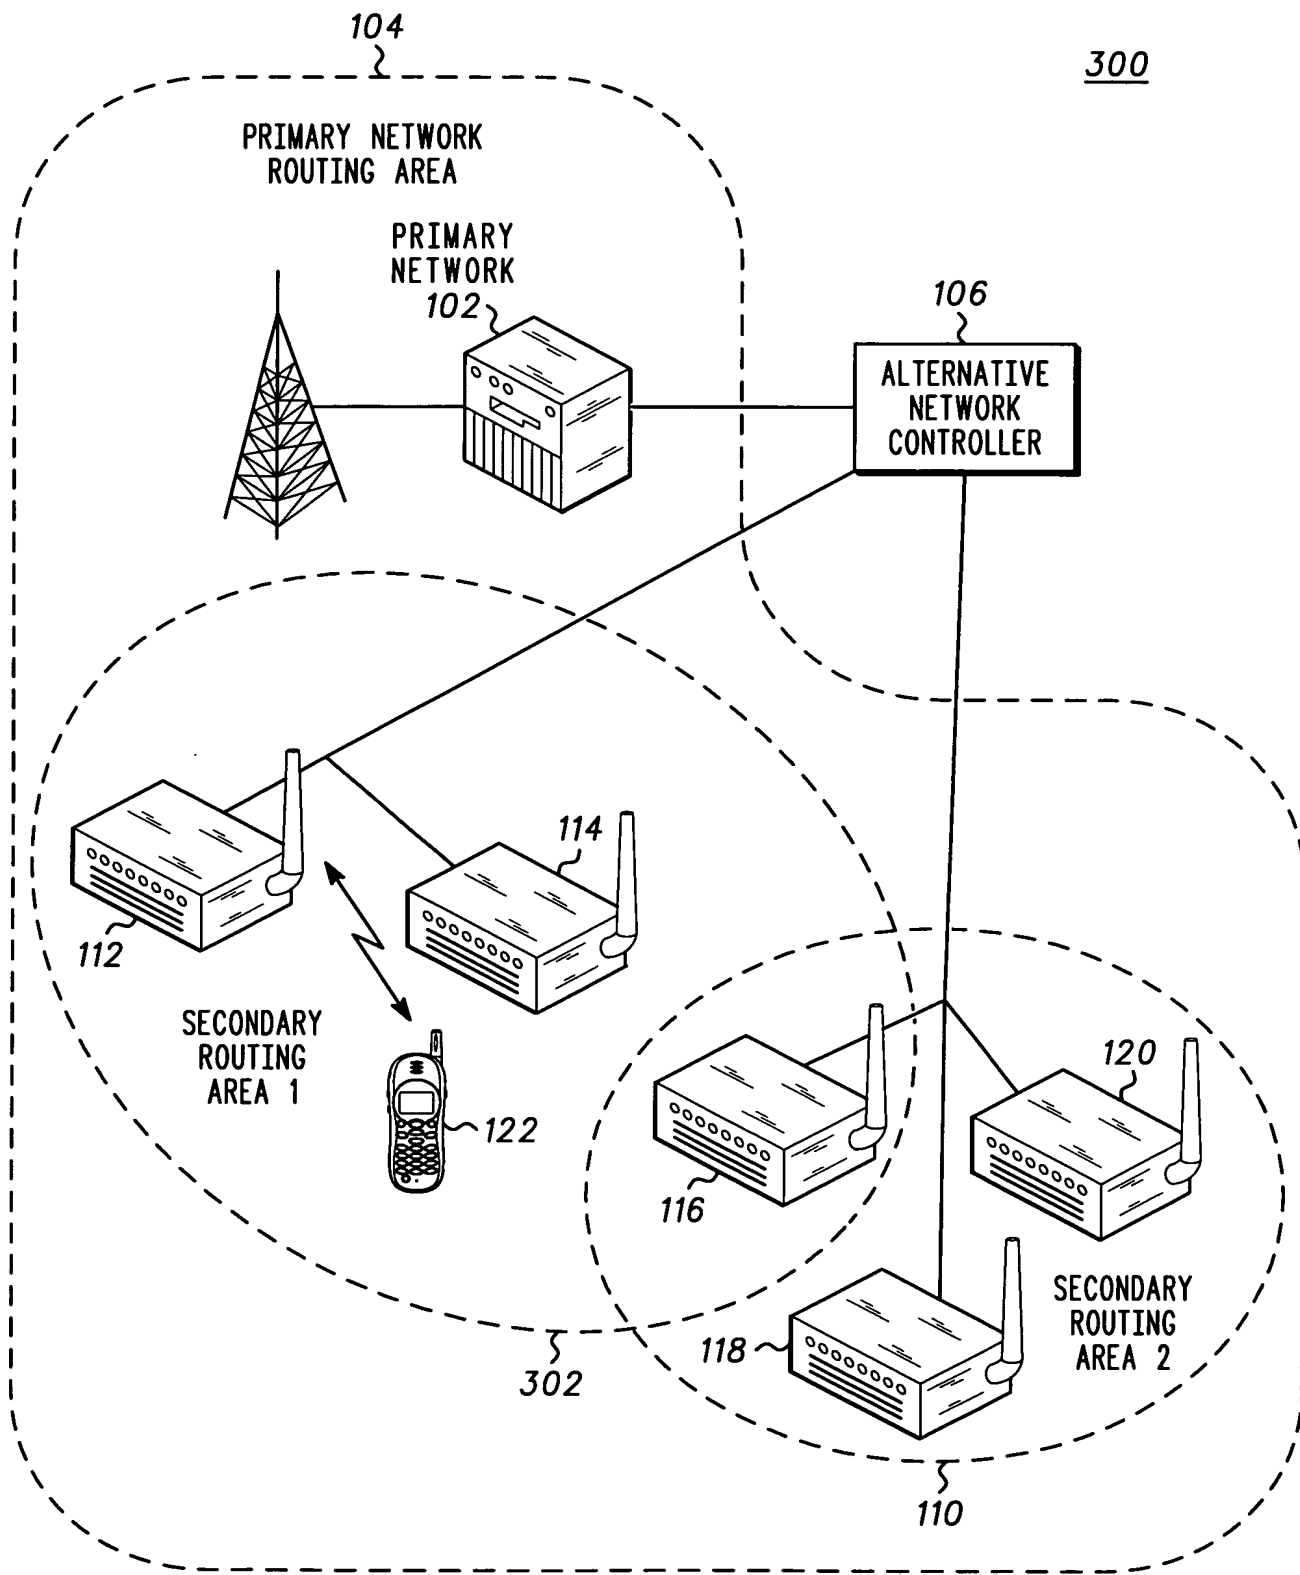 104
300
PRIMARY NETWORK
ROUTING AREA
PRIMARY
NETWORK
102
106
ALTERNATIVE
NETWORK
CONTROLLER
114
112
SECONDARY
ROUTING
AREA 1
122
120
116
SECONDARY
ROUTING
AREA 2
118
302
110